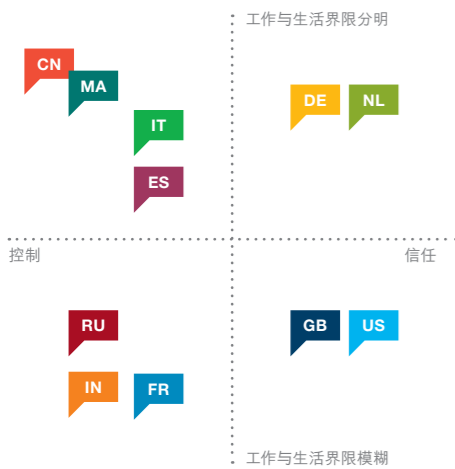 工作与生活界限分明
CN
MA
DE
NL
IT
ES
控制
信任
RU
GB
US
IN
FR
工作与生活界限模糊